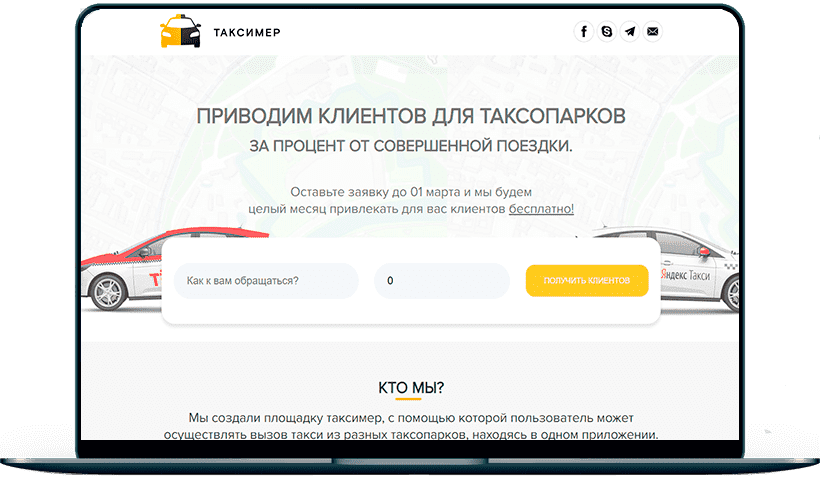 ТАКСИМЕР
ПРИВОДИМ КЛИЕНТОВ ДЛЯ ТАКСОПАРКОВ
ЗА ПРОЦЕНТ ОТ СОВЕРШЕННОЙ ПОЕЗДКИ.
Оставьте заявку до 01 марта и мы будем
целый месяц привлекать для вас клиентов бесплатно!
Как к вам обращаться?
0
ПОЛУЧИТЬ КЛИЕНТОВ
Яндекс Такси
КТО МЫ?
Мы создали площадку таксимер, с помощью которой пользователь может
осуществлять вызов такси из разных таксопарков, находясь в одном приложении.